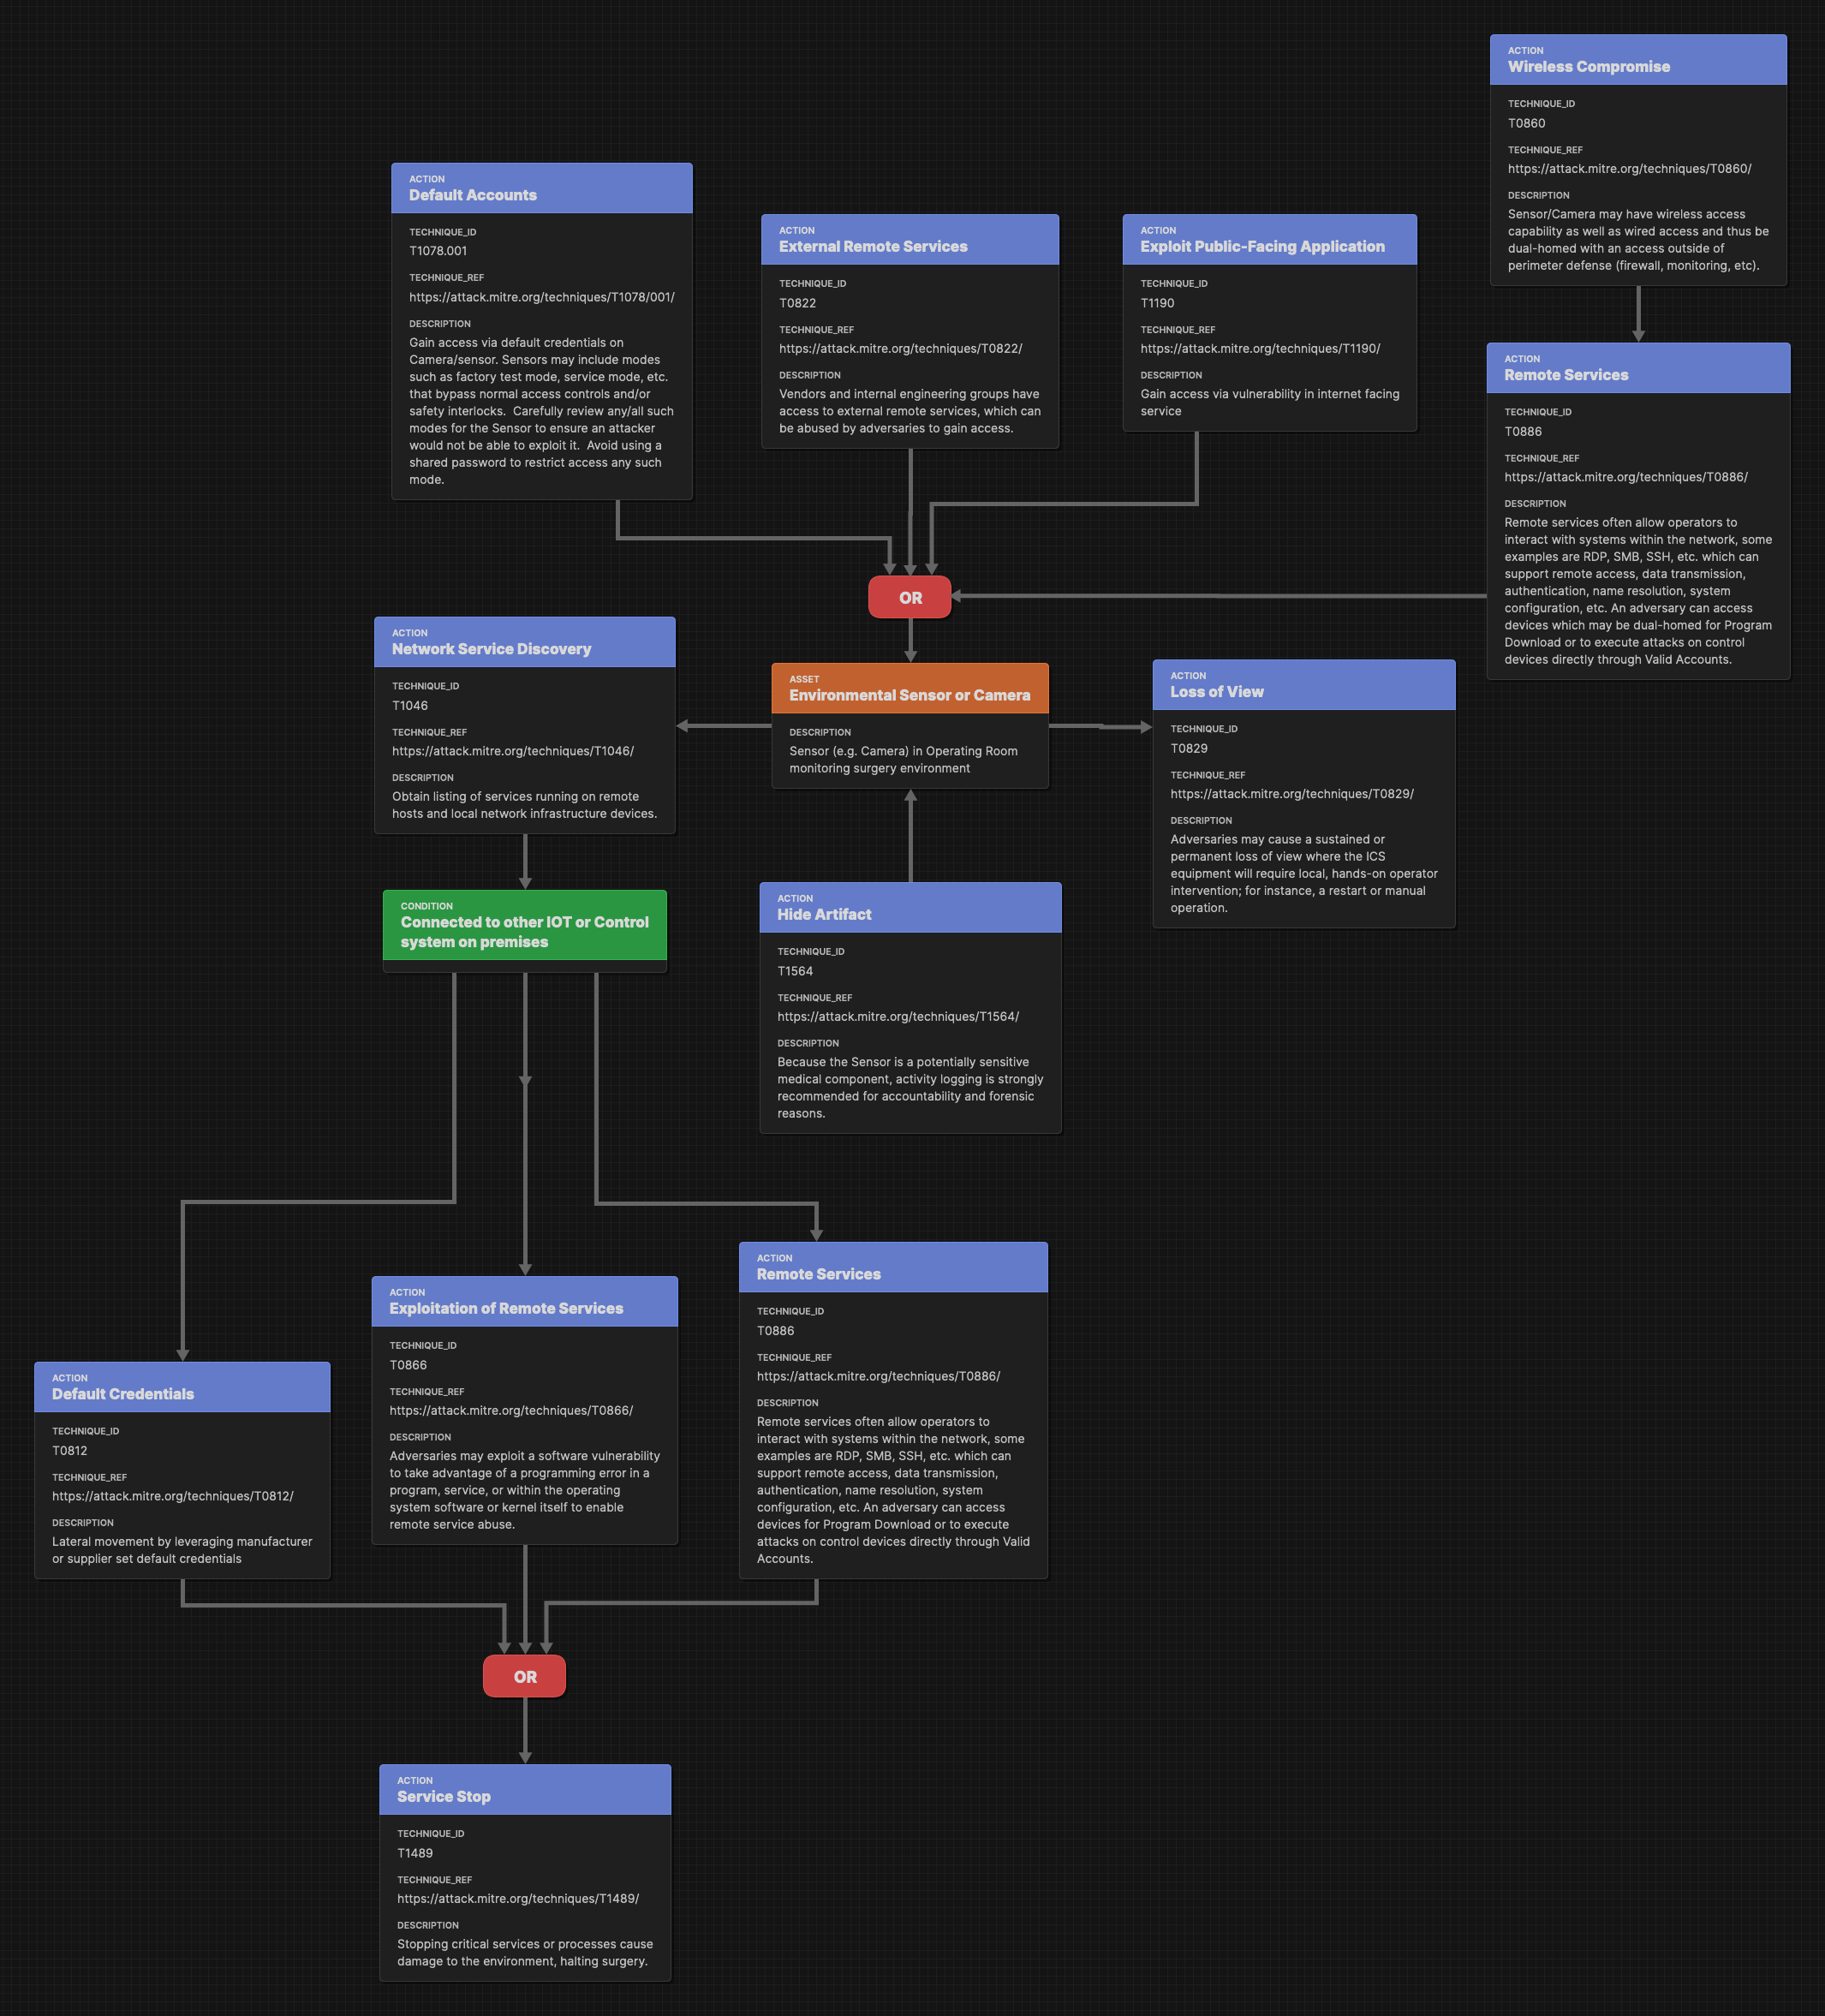 ACTION
Wireless Compromise
TECHNIQUE_ID
T0860
TECHNIQUE_REF
https://attack.mitre.org/techniques/T0860/
DESCRIPTION
Sensor/Camera may have wireless access
capability as well as wired access and thus be
dual-homed with an access outside of
perimeter defense (firewall, monitoring, etc).
ACTION
Default Accounts
TECHNIQUE_ID
T1078.001
TECHNIQUE_REF
https://attack.mitre.org/techniques/T1078/001/
DESCRIPTION
Gain access via default credentials on
Camera/sensor. Sensors may include modes
such as factory test mode, service mode, etc.
that bypass normal access controls and/or
safety interlocks.  Carefully review any/all such
modes for the Sensor to ensure an attacker
would not be able to exploit it.  Avoid using a
shared password to restrict access any such
mode.
ACTION
External Remote Services
TECHNIQUE_ID
T0822
TECHNIQUE_REF
https://attack.mitre.org/techniques/T0822/
DESCRIPTION
Vendors and internal engineering groups have
access to external remote services, which can
be abused by adversaries to gain access.
ACTION
Exploit Public-Facing Application
TECHNIQUE_ID
T1190
TECHNIQUE_REF
https://attack.mitre.org/techniques/T1190/
DESCRIPTION
Gain access via vulnerability in internet facing
service
ACTION
Remote Services
TECHNIQUE_ID
T0886
TECHNIQUE_REF
https://attack.mitre.org/techniques/T0886/
DESCRIPTION
Remote services often allow operators to
interact with systems within the network, some
examples are RDP, SMB, SSH, etc. which can
support remote access, data transmission,
authentication, name resolution, system
configuration, etc. An adversary can access
devices which may be dual-homed for Program
Download or to execute attacks on control
devices directly through Valid Accounts.
OR
ACTION
Network Service Discovery
TECHNIQUE_ID
T1046
TECHNIQUE_REF
https://attack.mitre.org/techniques/T1046/
DESCRIPTION
Obtain listing of services running on remote
hosts and local network infrastructure devices.
ASSET
Environmental Sensor or Camera
DESCRIPTION
Sensor (e.g. Camera) in Operating Room
monitoring surgery environment
ACTION
Loss of View
TECHNIQUE_ID
T0829
TECHNIQUE_REF
https://attack.mitre.org/techniques/T0829/
DESCRIPTION
Adversaries may cause a sustained or
permanent loss of view where the ICS
equipment will require local, hands-on operator
intervention; for instance, a restart or manual
operation.
CONDITION
Connected to other IOT or Control
system on premises
ACTION
Hide Artifact
TECHNIQUE_ID
T1564
TECHNIQUE_REF
https://attack.mitre.org/techniques/T1564/
DESCRIPTION
Because the Sensor is a potentially sensitive
medical component, activity logging is strongly
recommended for accountability and forensic
reasons.
ACTION
Default Credentials
TECHNIQUE_ID
T0812
TECHNIQUE_REF
https://attack.mitre.org/techniques/T0812/
DESCRIPTION
Lateral movement by leveraging manufacturer
or supplier set default credentials
ACTION
Exploitation of Remote Services
TECHNIQUE_ID
T0866
TECHNIQUE_REF
https://attack.mitre.org/techniques/T0866/
DESCRIPTION
Adversaries may exploit a software vulnerability
to take advantage of a programming error in a
program, service, or within the operating
system software or kernel itself to enable
remote service abuse.
ACTION
Remote Services
TECHNIQUE_ID
T0886
TECHNIQUE_REF
https://attack.mitre.org/techniques/T0886/
DESCRIPTION
Remote services often allow operators to
interact with systems within the network, some
examples are RDP, SMB, SSH, etc. which can
support remote access, data transmission,
authentication, name resolution, system
configuration, etc. An adversary can access
devices for Program Download or to execute
attacks on control devices directly through Valid
Accounts.
OR
ACTION
Service Stop
TECHNIQUE_ID
T1489
TECHNIQUE_REF
https://attack.mitre.org/techniques/T1489/
DESCRIPTION
Stopping critical services or processes cause
damage to the environment, halting surgery.